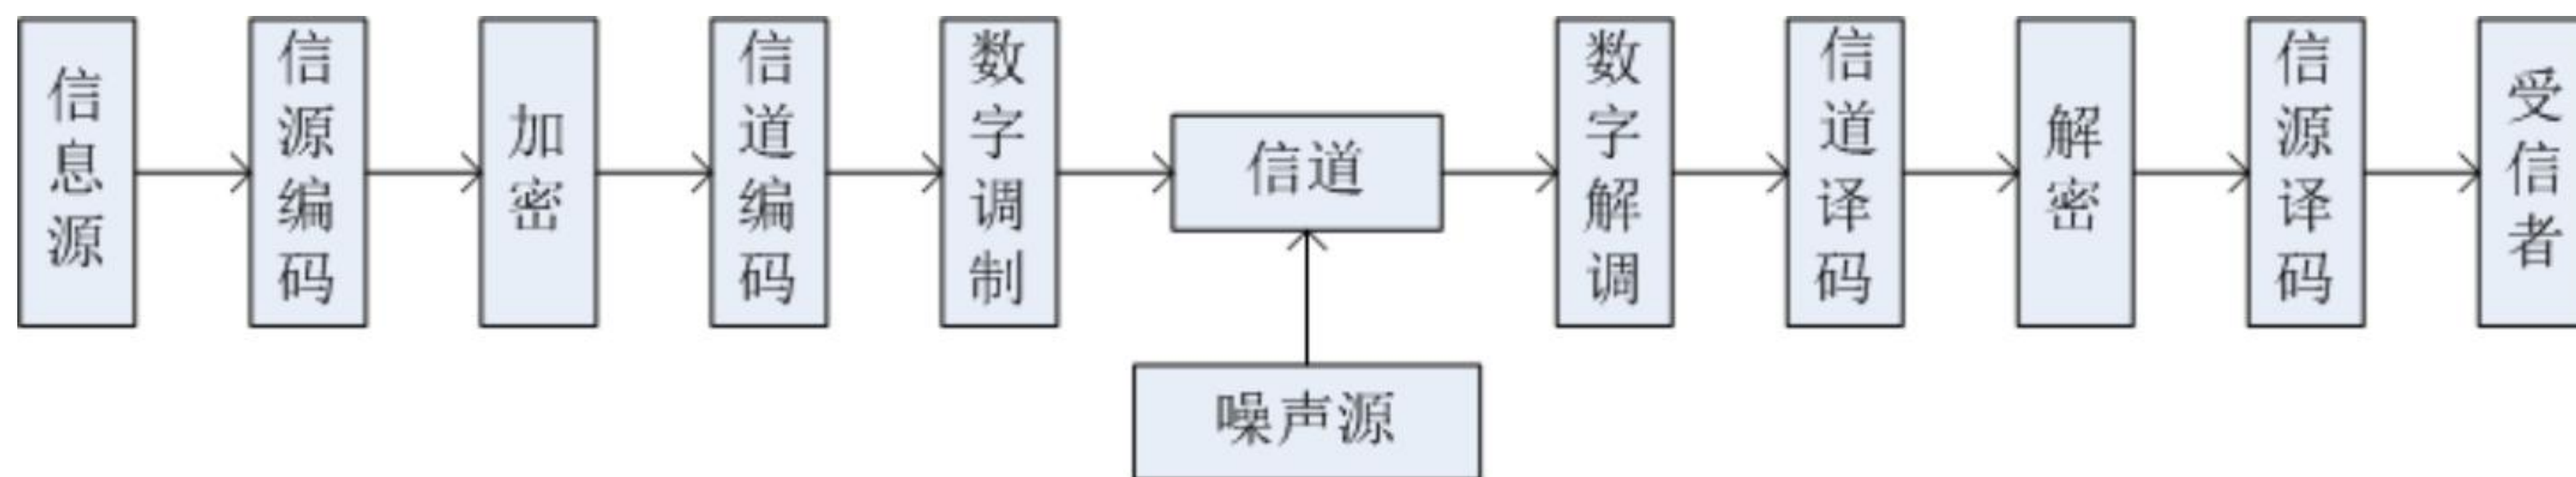 信息源
信源编码
加密
信道编码
数字调制
信道
数字解调
信道译码
解密
信源译码
受信者
噪声源